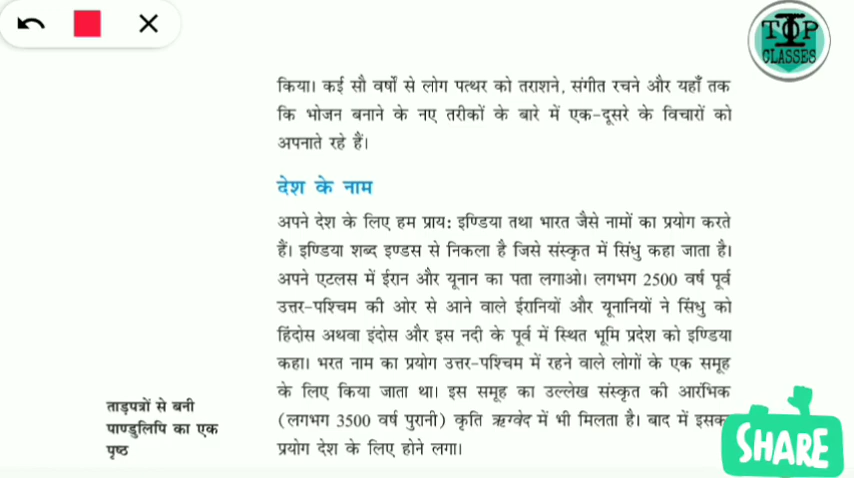 TOP
CLASSES
किया। कई सौ वर्षों से लोग पत्थर को तराशने, संगीत रचने और यहाँ तक
कि भोजन बनाने के नए तरीकों के बारे में एक-दूसरे के विचारों को
अपनाते रहे हैं।
देश के नाम
अपने देश के लिए हम प्राय: इण्डिया तथा भारत जैसे नामों का प्रयोग करते
हैं। इण्डिया शब्द इण्डस से निकला है जिसे संस्कृत में सिंधु कहा जाता है।
अपने एटलस में ईरान और यूनान का पता लगाओ। लगभग 2500 वर्ष पूर्व
उत्तर-पश्चिम की ओर से आने वाले ईरानियों और यूनानियों ने सिंधु को
हिंदोस अथवा इंदोस और इस नदी के पूर्व में स्थित भूमि प्रदेश को इण्डिया
कहा। भरत नाम का प्रयोग उत्तर-पश्चिम में रहने वाले लोगों के एक समूह
के लिए किया जाता था। इस समूह का उल्लेख संस्कृत की आरंभिक
(लगभग 3500 वर्ष पुरानी) कृति ऋग्वेद में भी मिलता है। बाद में इसका
प्रयोग देश के लिए होने लगा।
ताड़पत्रों से बनी
पाण्डुलिपि का एक
पृष्ठ
SHARE